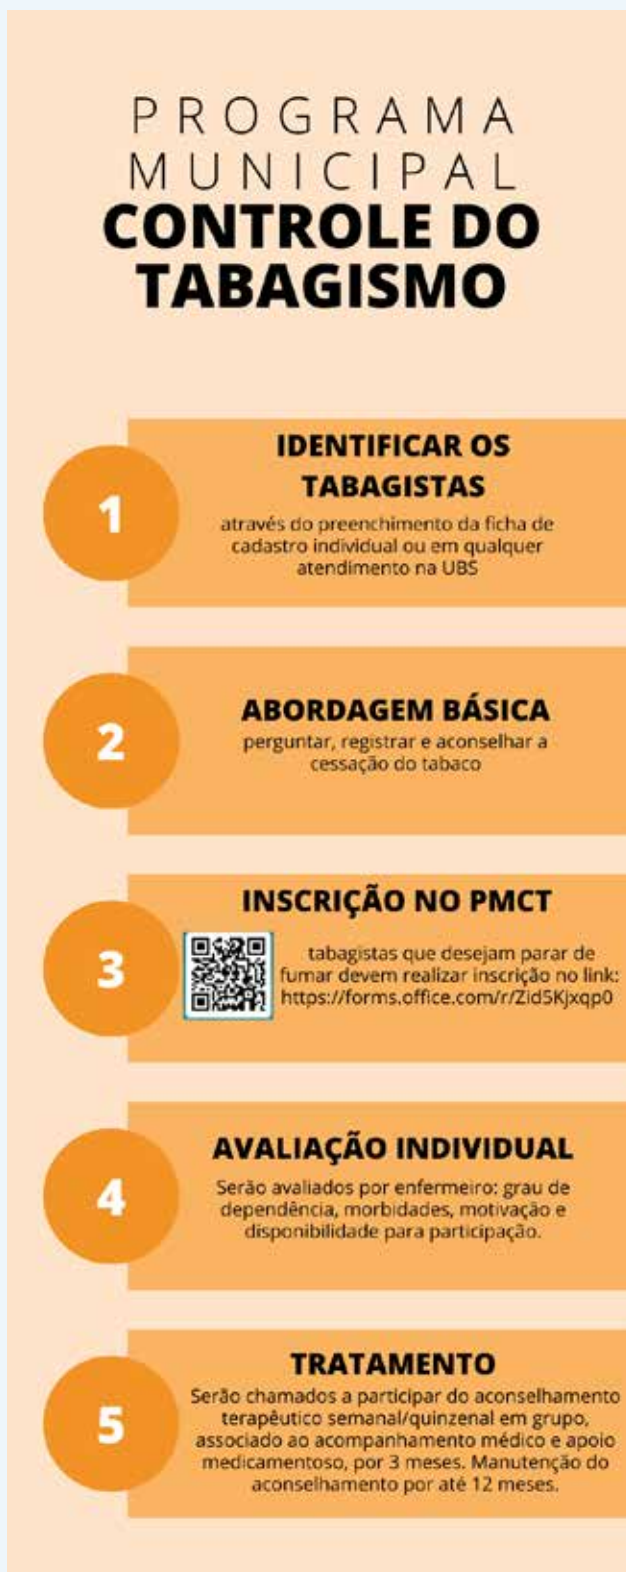 PROGRAMA
MUNICIPAL
CONTROLE DO
TABAGISMO
1
IDENTIFICAR OS
TABAGISTAS
através do preenchimento da ficha de
cadastro individual ou em qualquer
atendimento na UBS
2
ABORDAGEM BÁSICA
perguntar, registrar e aconselhar a
cessação do tabaco
3
INSCRIÇÃO NO PMCT
tabagistas que desejam parar de
fumar devem realizar inscrição no link:
https://forms.office.com/r/Zid5Kjxqp0
4
AVALIAÇÃO INDIVIDUAL
Serão avaliados por enfermeiro: grau de
dependência, morbidades, motivação e
disponibilidade para participação.
5
TRATAMENTO
Serão chamados a participar do aconselhamento
terapêutico semanal/quinzenal em grupo,
associado ao acompanhamento médico e apoio
medicamentoso, por 3 meses. Manutenção do
aconselhamento por até 12 meses.